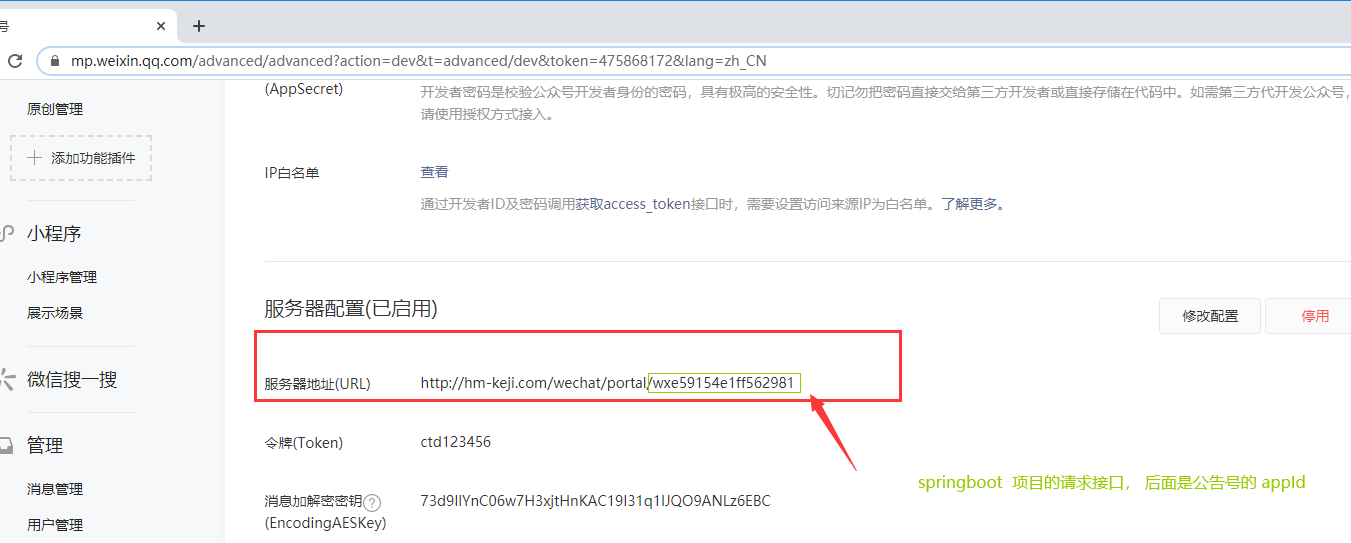 号
mp.weixin.qq.com/advanced/advanced?action=dev&t=advanced/dev&token=475868172&lang=zh_CN
原创管理
添加功能插件
小程序
小程序管理
展示场景
微信搜一搜
管理
消息管理
用户管理
(AppSecret)
开发者密码是校验公众号开发者身份的密码，具有极高的安全性。切记勿把密码直接交给第三方开发者或直接存储在代码中。如需第三方代开发公众号，
请使用授权方式接入。
IP白名单
查看
通过开发者ID及密码调用获取access_token接口时，需要设置访问来源IP为白名单。了解更多。
服务器配置(已启用)
修改配置
停用
服务器地址(URL)
http://hm-keji.com/wechat/portal/wxe59154e1ff562981
令牌(Token)
ctd123456
springboot 项目的请求接口， 后面是公告号的 appId
消息加解密密钥?
(EncodingAESKey)
73d9IlYnC06w7H3xjtHnKAC19I31q1IJQO9ANLz6EBC